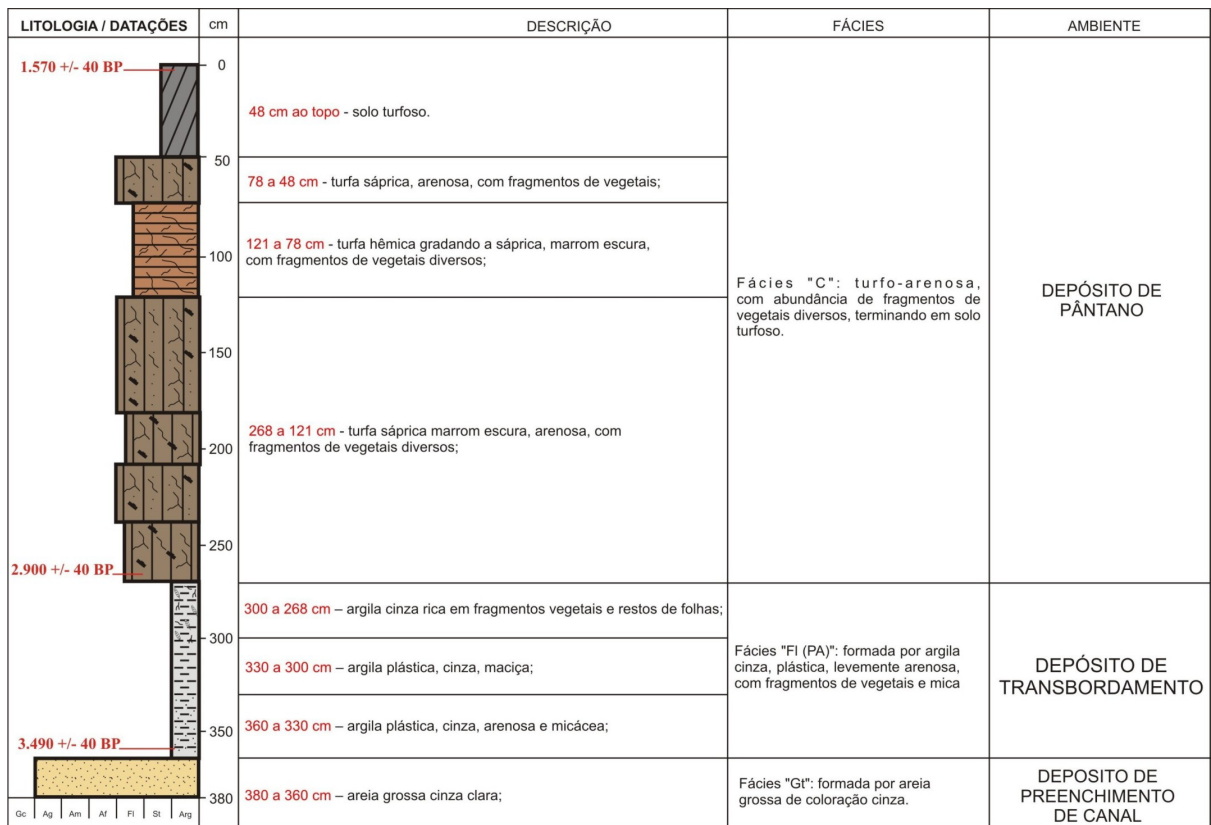 LITOLOGIA / DATAÇÕES
cm
DESCRIÇÃO
FÁCIES
AMBIENTE
1.570 +/- 40 BP
0
48 cm ao topo - solo turfoso.
50
78 a 48 cm - turfa sáprica, arenosa, com fragmentos de vegetais;
121 a 78 cm - turfa hêmica gradando a sáprica, marrom escura,
com fragmentos de vegetais diversos;
100
Fácies "C": turfo-arenosa,
com abundância de fragmentos de
vegetais diversos, terminando em solo
turfoso.
DEPÓSITO DE
PÂNTANO
150
268 a 121 cm - turfa sáprica marrom escura, arenosa, com
fragmentos de vegetais diversos;
200
250
2.900 +/- 40 BP
300 a 268 cm – argila cinza rica em fragmentos vegetais e restos de folhas;
300
330 a 300 cm – argila plástica, cinza, maciça;
Fácies "Fl (PA)": formada por argila
cinza, plástica, levemente arenosa,
com fragmentos de vegetais e mica
DEPÓSITO DE
TRANSBORDAMENTO
360 a 330 cm – argila plástica, cinza, arenosa e micácea;
350
3.490 +/- 40 BP
380 a 360 cm – areia grossa cinza clara;
380
Fácies "Gt": formada por areia
grossa de coloração cinza.
DEPOSITO DE
PREENCHIMENTO
DE CANAL
Gc Ag Am Af Fl St Arg